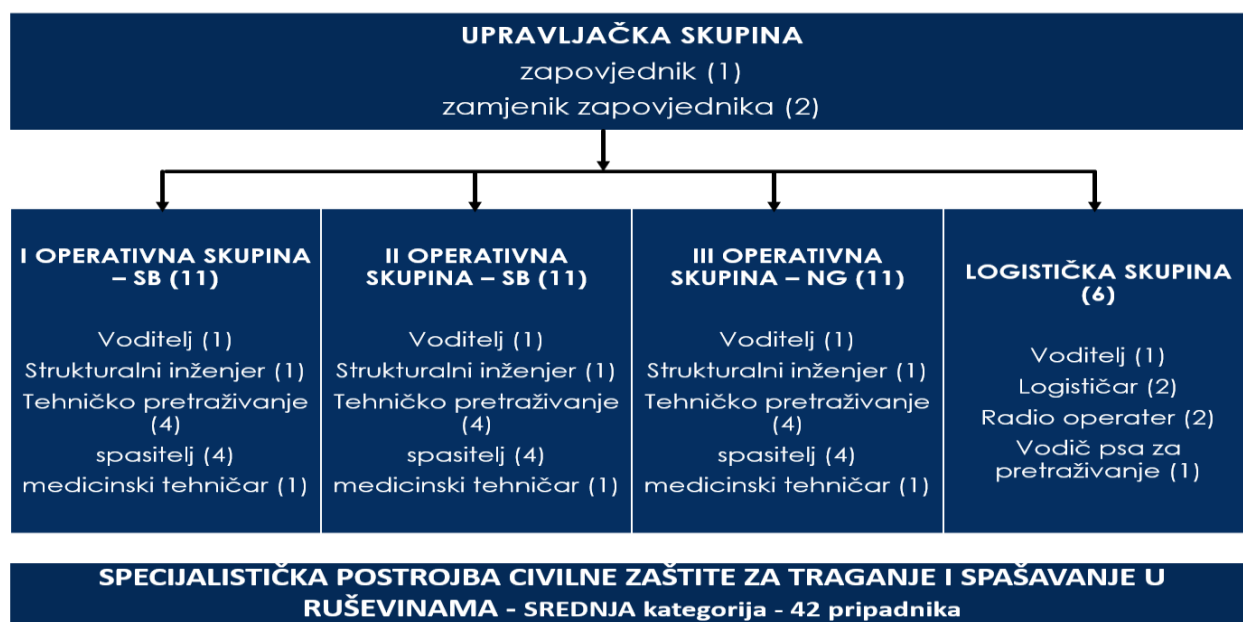 UPRAVLJAČKA SKUPINA
zapovjednik (1)
zamjenik zapovjednika (2)
I OPERATIVNA SKUPINA
– SB (11)
Voditelj (1)
Strukturalni inženjer (1)
Tehničko pretraživanje
(4)
spasitelj (4)
medicinski tehničar (1)
II OPERATIVNA
SKUPINA – SB (11)
Voditelj (1)
Strukturalni inženjer (1)
Tehničko pretraživanje
(4)
spasitelj (4)
medicinski tehničar (1)
III OPERATIVNA
SKUPINA – NG (11)
Voditelj (1)
Strukturalni inženjer (1)
Tehničko pretraživanje
(4)
spasitelj (4)
medicinski tehničar (1)
LOGISTIČKA SKUPINA
(6)
Voditelj (1)
Logističar (2)
Radio operater (2)
Vodič psa za
pretraživanje (1)
SPECIJALISTIČKA POSTROJBA CIVILNE ZAŠTITE ZA TRAGANJE I SPAŠAVANJE U
RUŠEVINAMA - SREDNJA kategorija - 42 pripadnika